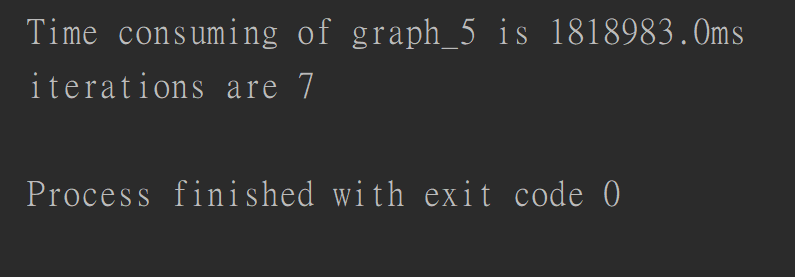 Time consuming of graph_5 is 1818983.0ms
iterations are 7
Process finished with exit code 0